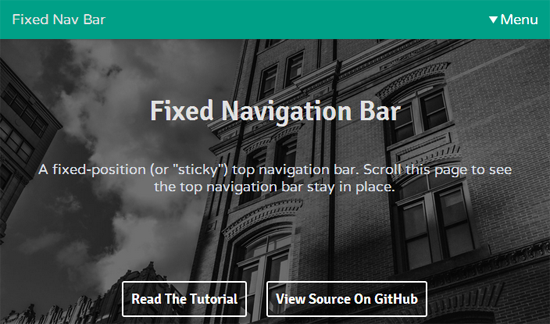 Fixed Nav Bar
▼Menu
Fixed Navigation Bar
A fixed-position (or "sticky") top navigation bar. Scroll this page to see
the top navigation bar stay in place.
Read The Tutorial
View Source On GitHub